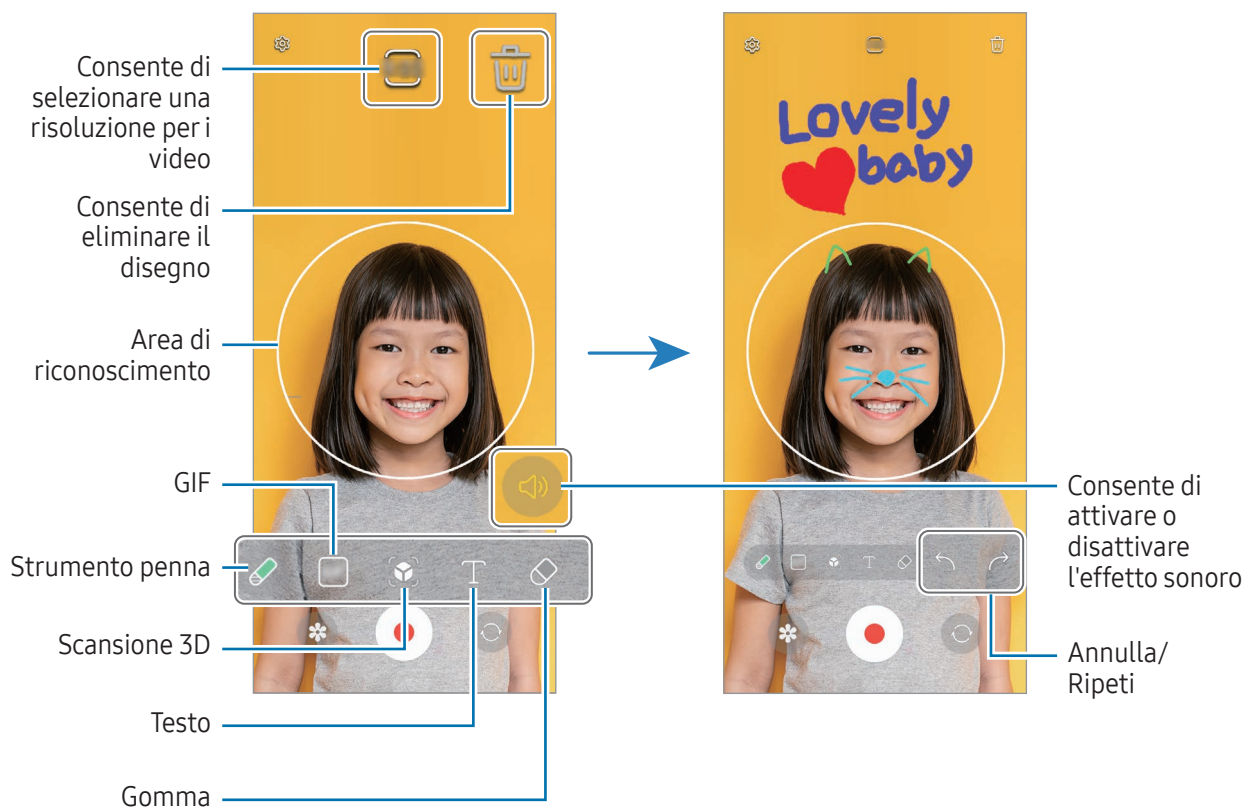 Consente di
selezionare una
risoluzione per i
video
Consente di
eliminare il
disegno
Area di
riconoscimento
GIF
Strumento penna
Scansione 3D
Testo
Gomma
T
Lovely
baby
T
Consente di
attivare o
disattivare
l'effetto sonoro
Annulla/
Ripeti